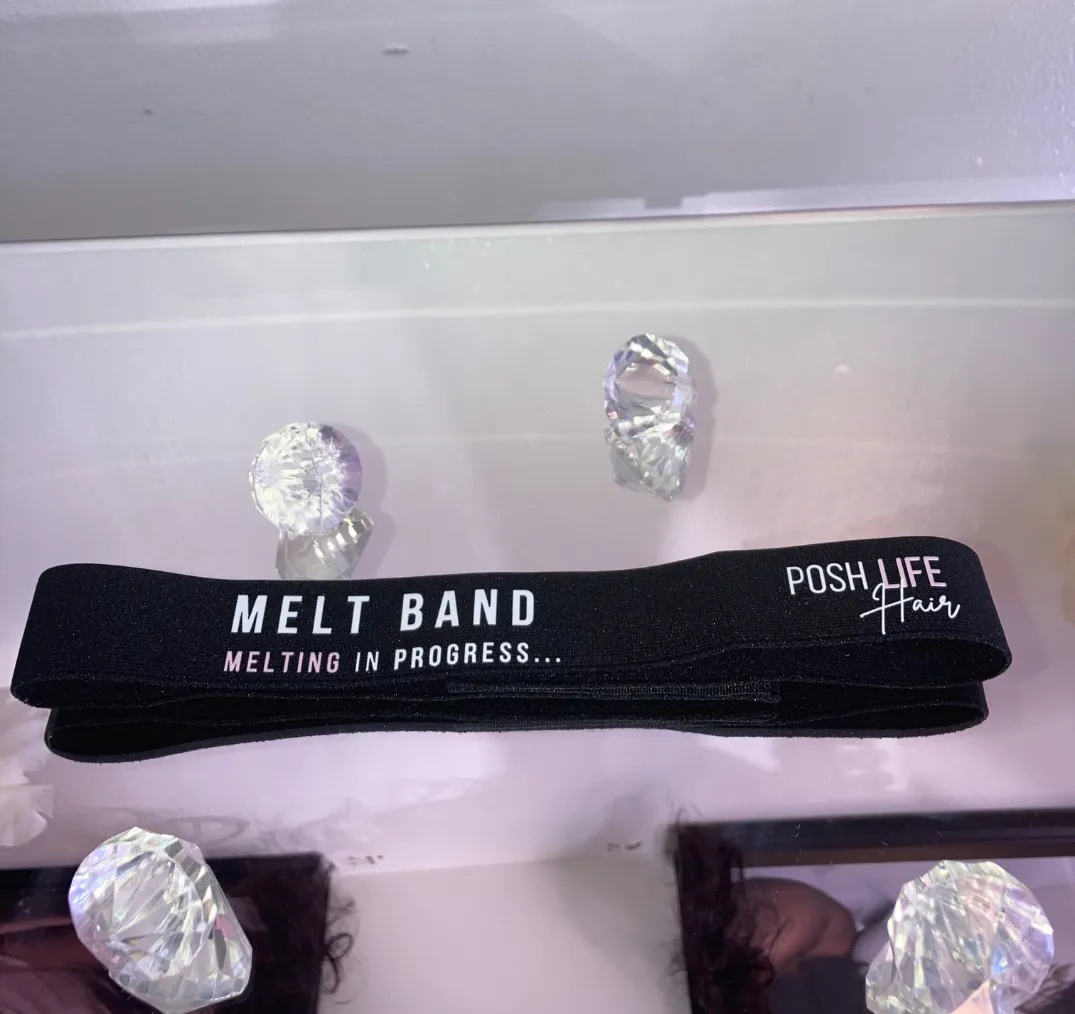 MELT BAND
MELTING IN PROGRESS...
POSH LIFE
Hair